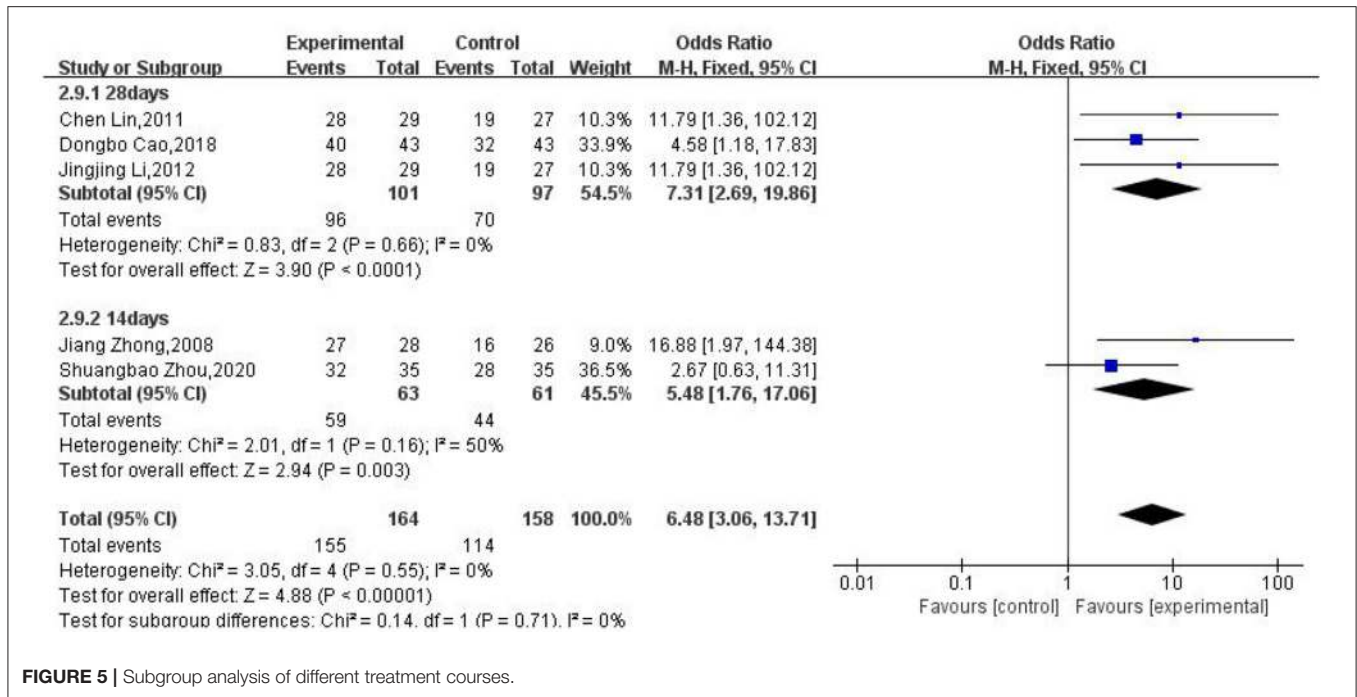 Experimental Control Odds Ratio Odds Ratio
Study or Subgroup Events Total Events Total Weight M-H, Fixed, 95% CI M-H, Fixed, 95% CI
2.9.1 28days
Chen Lin,2011 28 29 19 27 10.3% 11.79 [1.36, 102.12]
Dongbo Cao,2018 40 43 32 43 33.9% 4.58 [1.18, 17.83]
Jingjing Li,2012 28 29 19 27 10.3% 11.79 [1.36, 102.12]
Subtotal (95% CI) 101 97 54.5% 7.31 [2.69, 19.86]
Total events 96 70
Heterogeneity: Chi² = 0.83, df = 2 (P = 0.66); I² = 0%
Test for overall effect: Z = 3.90 (P < 0.0001)
2.9.2 14days
Jiang Zhong,2008 27 28 16 26 9.0% 16.88 [1.97, 144.38]
Shuangbao Zhou,2020 32 35 28 35 36.5% 2.67 [0.63, 11.31]
Subtotal (95% CI) 63 61 45.5% 5.48 [1.76, 17.06]
Total events 59 44
Heterogeneity: Chi² = 2.01, df = 1 (P = 0.16); I² = 50%
Test for overall effect: Z = 2.94 (P = 0.003)
Total (95% CI) 164 158 100.0% 6.48 [3.06, 13.71]
Total events 155 114
Heterogeneity: Chi² = 3.05, df = 4 (P = 0.55); I² = 0%
Test for overall effect: Z = 4.88 (P < 0.00001)
Test for subgroup differences: Chi² = 0.14, df = 1 (P = 0.71), I² = 0%
0.01 0.1 1 10 100
Favours [control] Favours [experimental]
FIGURE 5 | Subgroup analysis of different treatment courses.